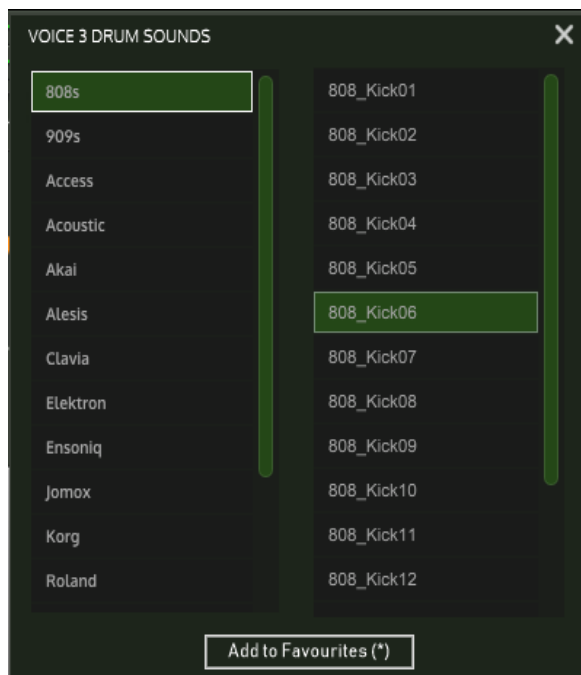 VOICE 3 DRUM SOUNDS
808s
909s
Access
Acoustic
Akai
Alesis
Clavia
Elektron
Ensoniq
Jomox
Korg
Roland
808_Kick01
808_Kick02
808_Kick03
808_Kick04
808_Kick05
808_Kick06
808_Kick07
808_Kick08
808_Kick09
808_Kick10
808_Kick11
808_Kick12
Add to Favourites (*)